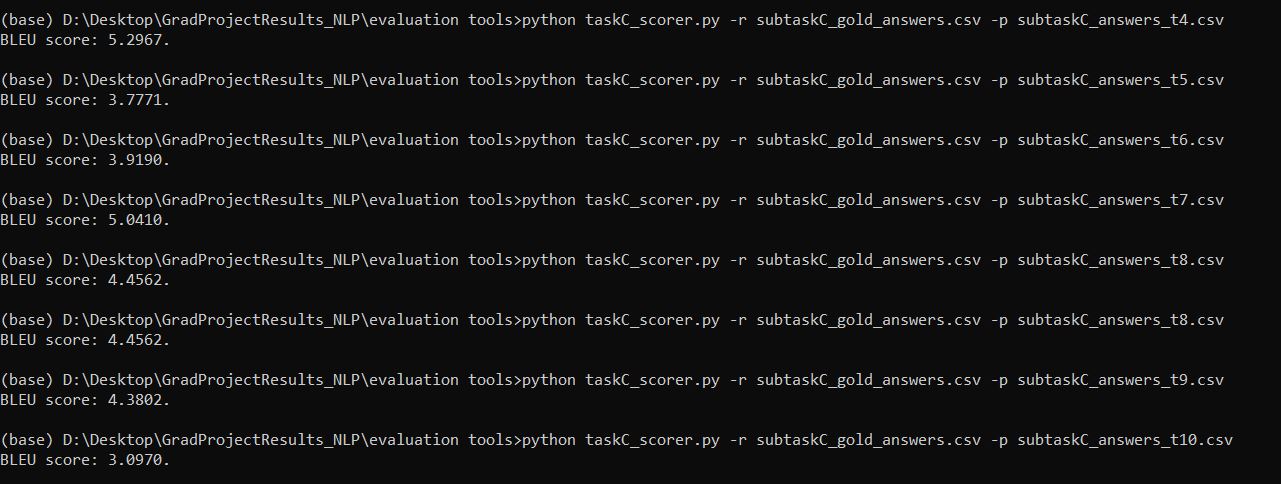 (base) D:\Desktop\GradProjectResults_NLP\evaluation tools>python taskC_scorer.py -r subtaskC_gold_answers.csv -p subtaskC_answers_t4.csv
BLEU score: 5.2967.
(base) D:\Desktop\GradProjectResults_NLP\evaluation tools>python taskC_scorer.py -r subtaskC_gold_answers.csv -p subtaskC_answers_t5.csv
BLEU score: 3.7771.
(base) D:\Desktop\GradProjectResults_NLP\evaluation tools>python taskC_scorer.py -r subtaskC_gold_answers.csv -p subtaskC_answers_t6.csv
BLEU score: 3.9190.
(base) D:\Desktop\GradProjectResults_NLP\evaluation tools>python taskC_scorer.py -r subtaskC_gold_answers.csv -p subtaskC_answers_t7.csv
BLEU score: 5.0410.
(base) D:\Desktop\GradProjectResults_NLP\evaluation tools>python taskC_scorer.py -r subtaskC_gold_answers.csv -p subtaskC_answers_t8.csv
BLEU score: 4.4562.
(base) D:\Desktop\GradProjectResults_NLP\evaluation tools>python taskC_scorer.py -r subtaskC_gold_answers.csv -p subtaskC_answers_t8.csv
BLEU score: 4.4562.
(base) D:\Desktop\GradProjectResults_NLP\evaluation tools>python taskC_scorer.py -r subtaskC_gold_answers.csv -p subtaskC_answers_t9.csv
BLEU score: 4.3802.
(base) D:\Desktop\GradProjectResults_NLP\evaluation tools>python taskC_scorer.py -r subtaskC_gold_answers.csv -p subtaskC_answers_t10.csv
BLEU score: 3.0970.